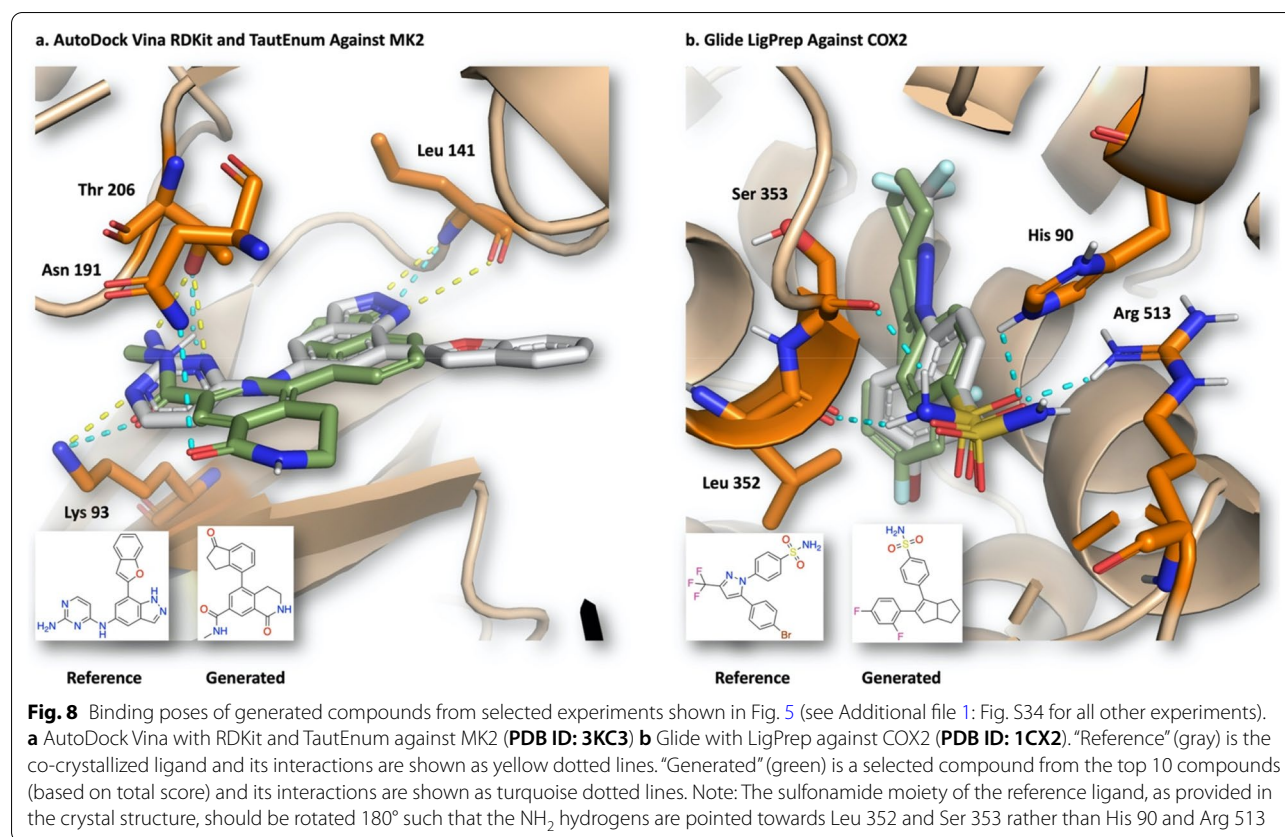 a. AutoDock Vina RDKit and TautEnum Against MK2
b. Glide LigPrep Against COX2
Thr 206
Leu 141
Asn 191
Lys 93
Ser 353
His 90
Arg 513
Leu 352
O
N
NH
N
N
H₂N
N
H
O
O
NH
O
NH
O
S
NH₂
O
F
F
F
N
N
Br
H₂N
O
S
O
F
F
Reference
Generated
Reference
Generated
Fig. 8 Binding poses of generated compounds from selected experiments shown in Fig. 5 (see Additional file 1: Fig. S34 for all other experiments).
a AutoDock Vina with RDKit and TautEnum against MK2 (PDB ID: 3KC3) b Glide with LigPrep against COX2 (PDB ID: 1CX2). “Reference” (gray) is the
co-crystallized ligand and its interactions are shown as yellow dotted lines. “Generated” (green) is a selected compound from the top 10 compounds
(based on total score) and its interactions are shown as turquoise dotted lines. Note: The sulfonamide moiety of the reference ligand, as provided in
the crystal structure, should be rotated 180° such that the NH₂ hydrogens are pointed towards Leu 352 and Ser 353 rather than His 90 and Arg 513